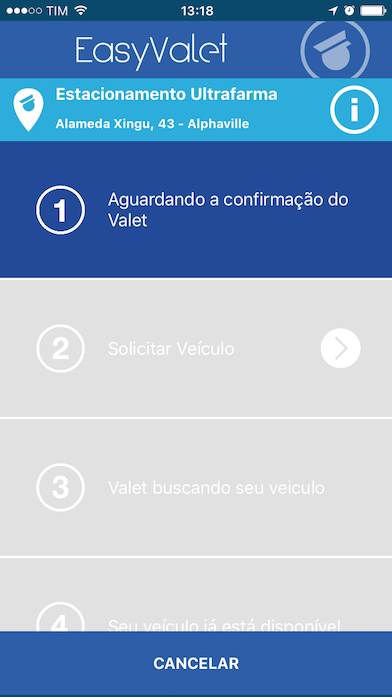 TIM 13:18
EasyValet
Estacionamento Ultrafarma
Alameda Xingu, 43 - Alphaville
i
1 Aguardando a confirmação do
Valet
2 Solicitar Veículo
3 Valet buscando seu veiculo
4 Seu veículo já está disponível
CANCELAR